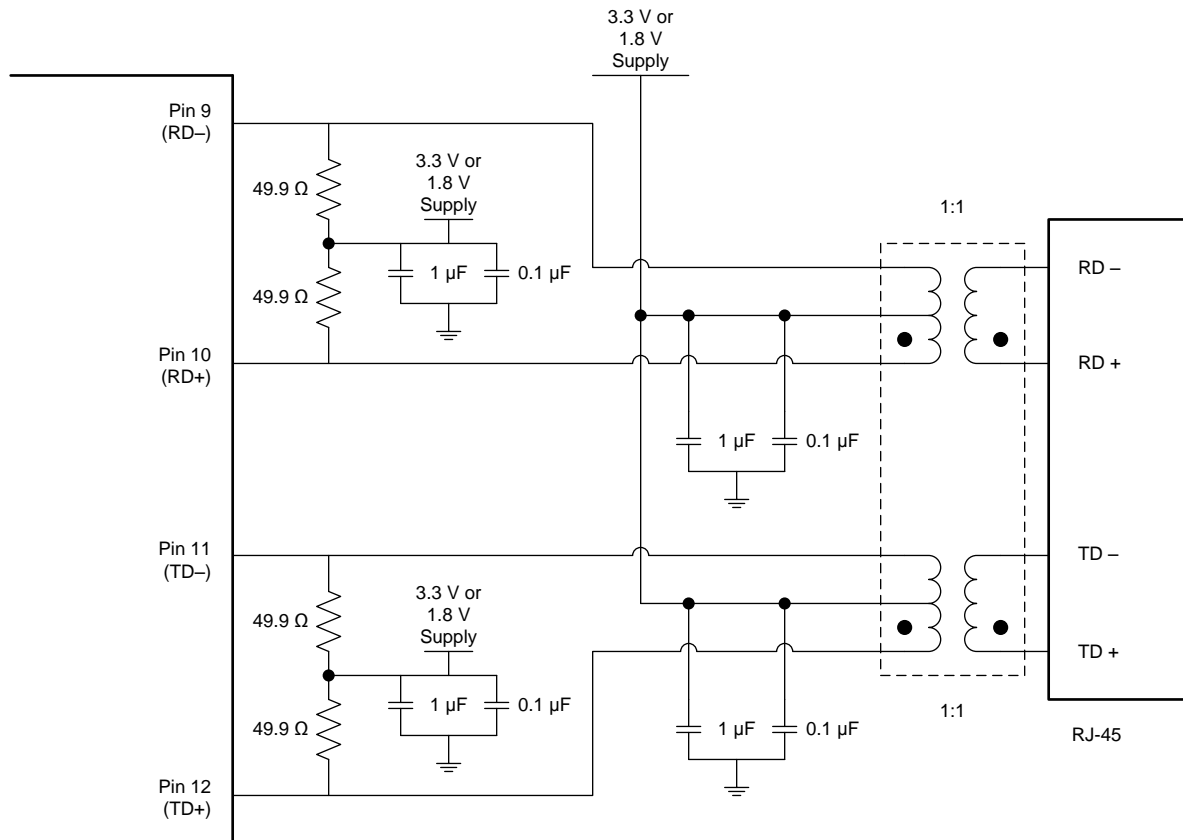 3.3 V or
1.8 V
Supply
Pin 9
(RD–)
3.3 V or
1.8 V
Supply
49.9 Ω
1:1
1 µF
0.1 µF
RD –
49.9 Ω
Pin 10
(RD+)
RD +
1 µF
0.1 µF
Pin 11
(TD–)
TD –
3.3 V or
1.8 V
Supply
49.9 Ω
TD +
1 µF
0.1 µF
1:1
49.9 Ω
1 µF
0.1 µF
RJ-45
Pin 12
(TD+)